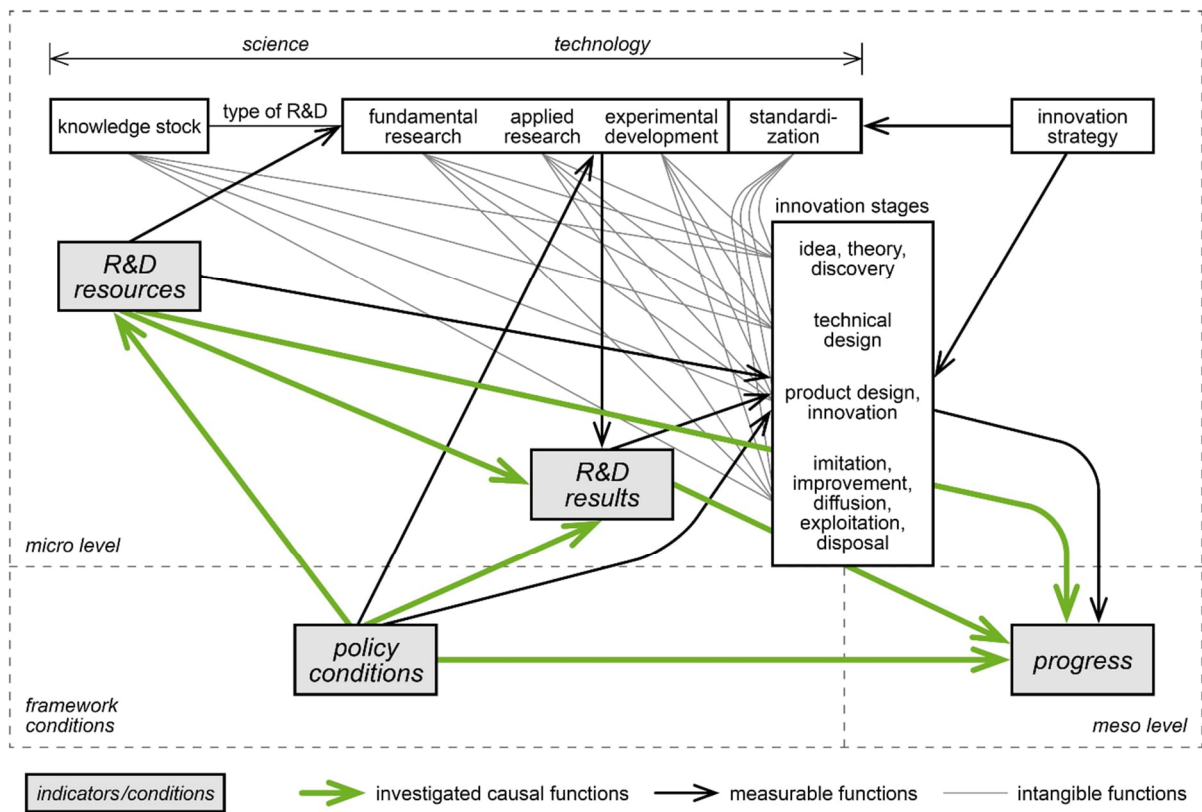 science
technology
knowledge stock
type of R&D
fundamental
research
applied
research
experimental
development
standardi-
zation
innovation
strategy
innovation stages
idea, theory,
discovery
technical
design
product design,
innovation
imitation,
improvement,
diffusion,
exploitation,
disposal
R&D
resources
R&D
results
micro level
policy
conditions
progress
framework
conditions
meso level
indicators/conditions
investigated causal functions
measurable functions
intangible functions